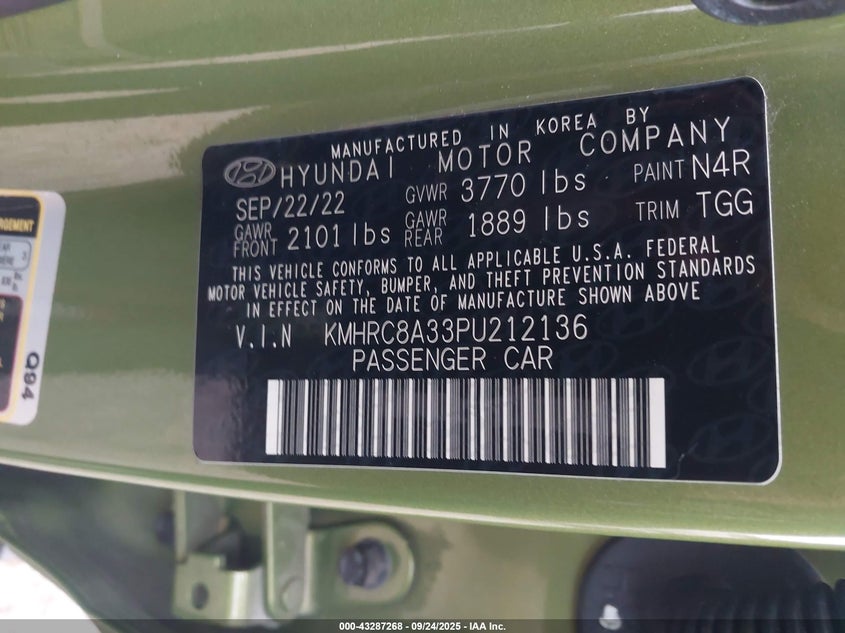 MANUFACTURED IN KOREA BY
HYUNDAI MOTOR COMPANY
SEP/22/22 GVWR 3770 lbs PAINT N4R
GAWR FRONT 2101 lbs GAWR REAR 1889 lbs TRIM TGG
THIS VEHICLE CONFORMS TO ALL APPLICABLE U.S.A. FEDERAL
MOTOR VEHICLE SAFETY, BUMPER, AND THEFT PREVENTION STANDARDS
IN EFFECT ON THE DATE OF MANUFACTURE SHOWN ABOVE
V.I.N KMHRC8A33PU212136
PASSENGER CAR
Q94
000-43287268 - 09/24/2025 - IAA Inc.